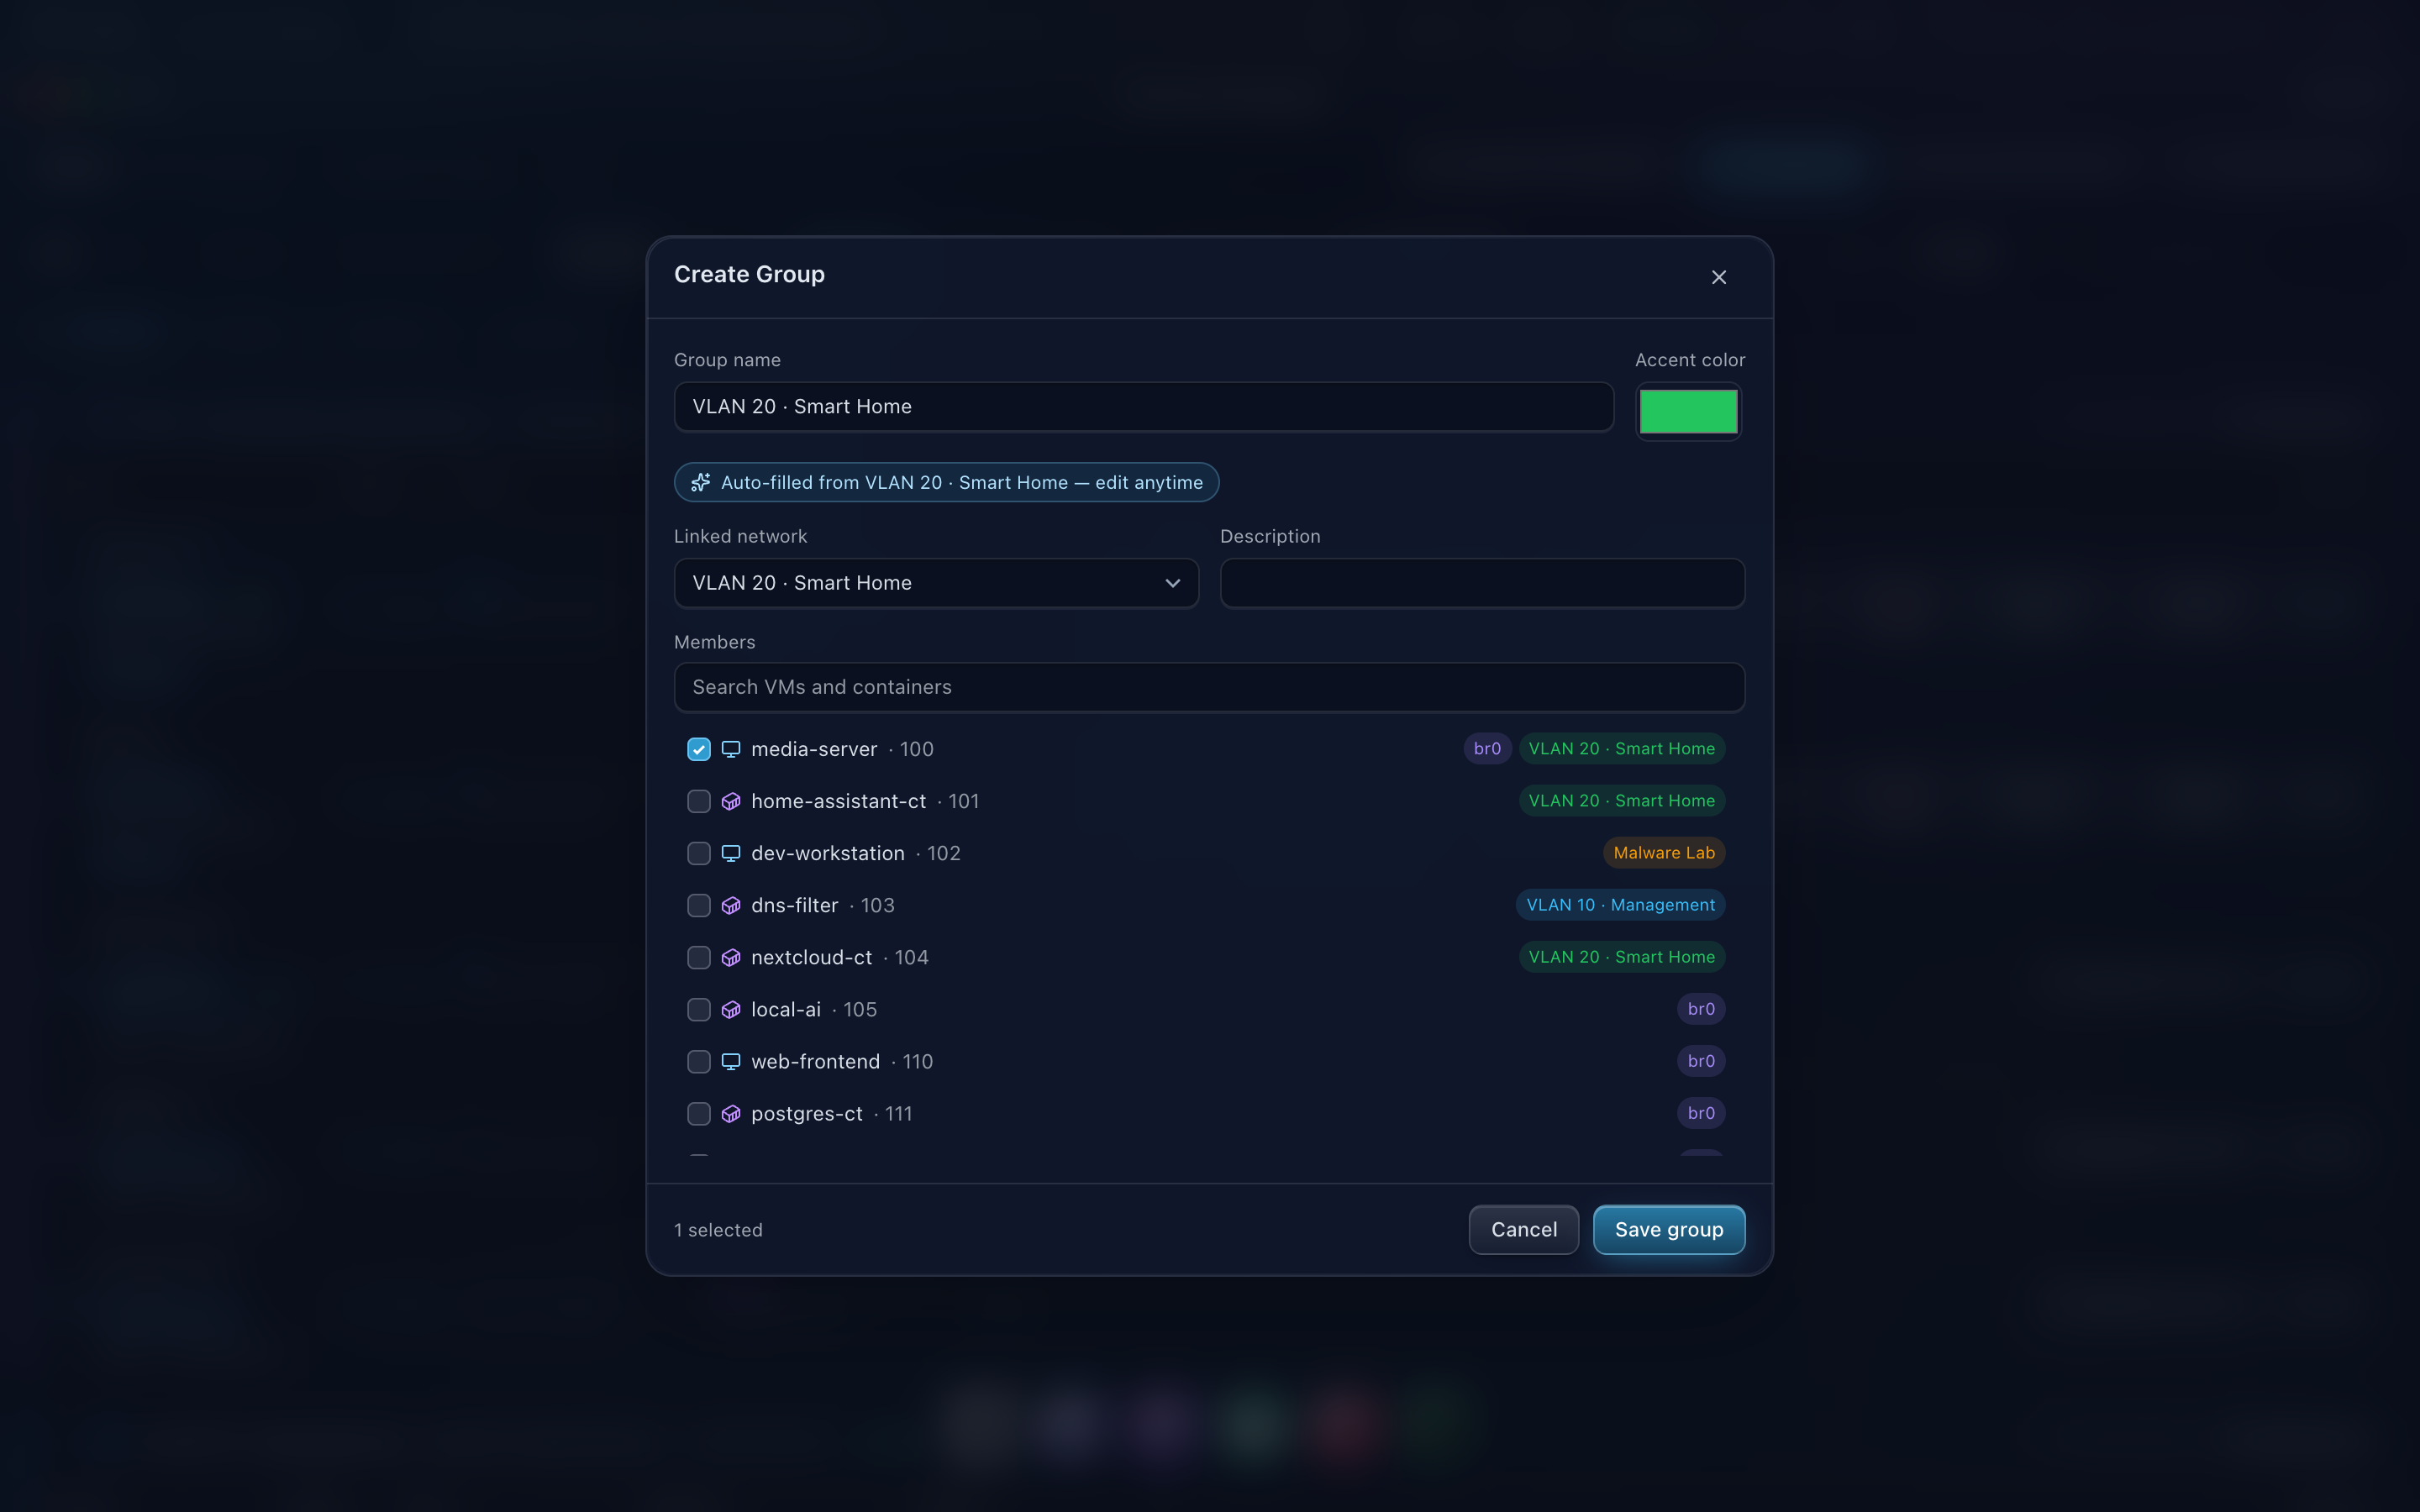 Create Group
Group name
Accent color
VLAN 20 · Smart Home
Auto-filled from VLAN 20 · Smart Home — edit anytime
Linked network
Description
VLAN 20 · Smart Home
Members
Search VMs and containers
media-server · 100 br0 VLAN 20 · Smart Home
home-assistant-ct · 101 VLAN 20 · Smart Home
dev-workstation · 102 Malware Lab
dns-filter · 103 VLAN 10 · Management
nextcloud-ct · 104 VLAN 20 · Smart Home
local-ai · 105 br0
web-frontend · 110 br0
postgres-ct · 111 br0
1 selected
Cancel
Save group